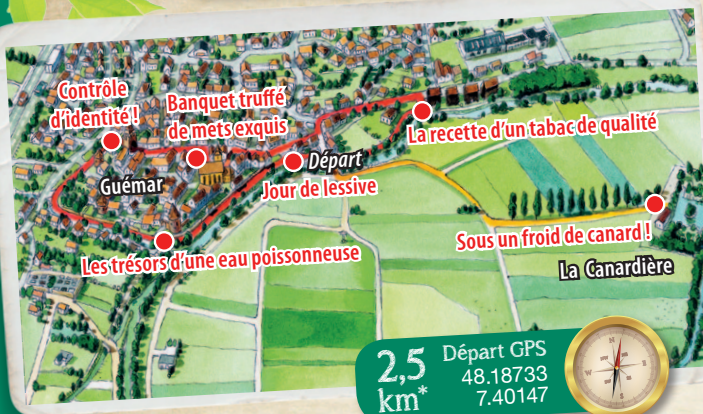 Contrôle
d'identité !
Banquet truffé
de mets exquis
La recette d'un tabac de qualité
Départ
Guémar
Jour de lessive
Les trésors d'une eau poissonneuse
Sous un froid de canard !
La Canardière
2,5
km*
Départ GPS
48.18733
7.40147
N
E
S
W